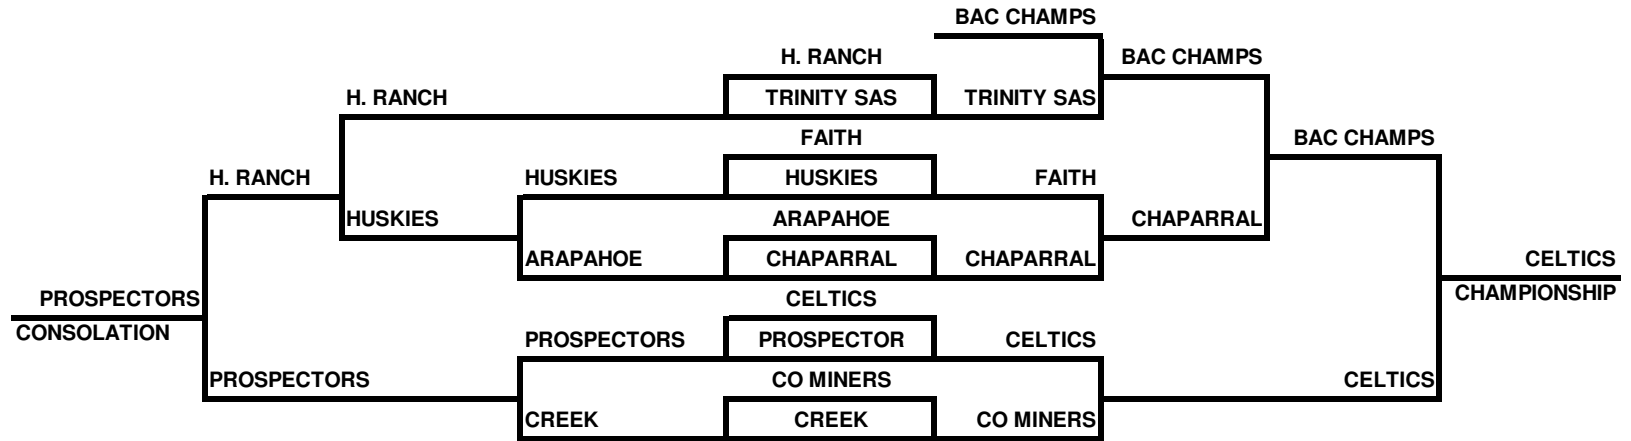 BAC CHAMPS
H. RANCH BAC CHAMPS
H. RANCH TRINITY SAS TRINITY SAS
FAITH BAC CHAMPS
H. RANCH HUSKIES HUSKIES FAITH
HUSKIES ARAPAHOE CHAPARRAL
ARAPAHOE CHAPARRAL CHAPARRAL CELTICS
PROSPECTORS CELTICS CHAMPIONSHIP
CONSOLATION PROSPECTORS PROSPECTOR CELTICS
PROSPECTORS CO MINERS CELTICS
CREEK CREEK CO MINERS